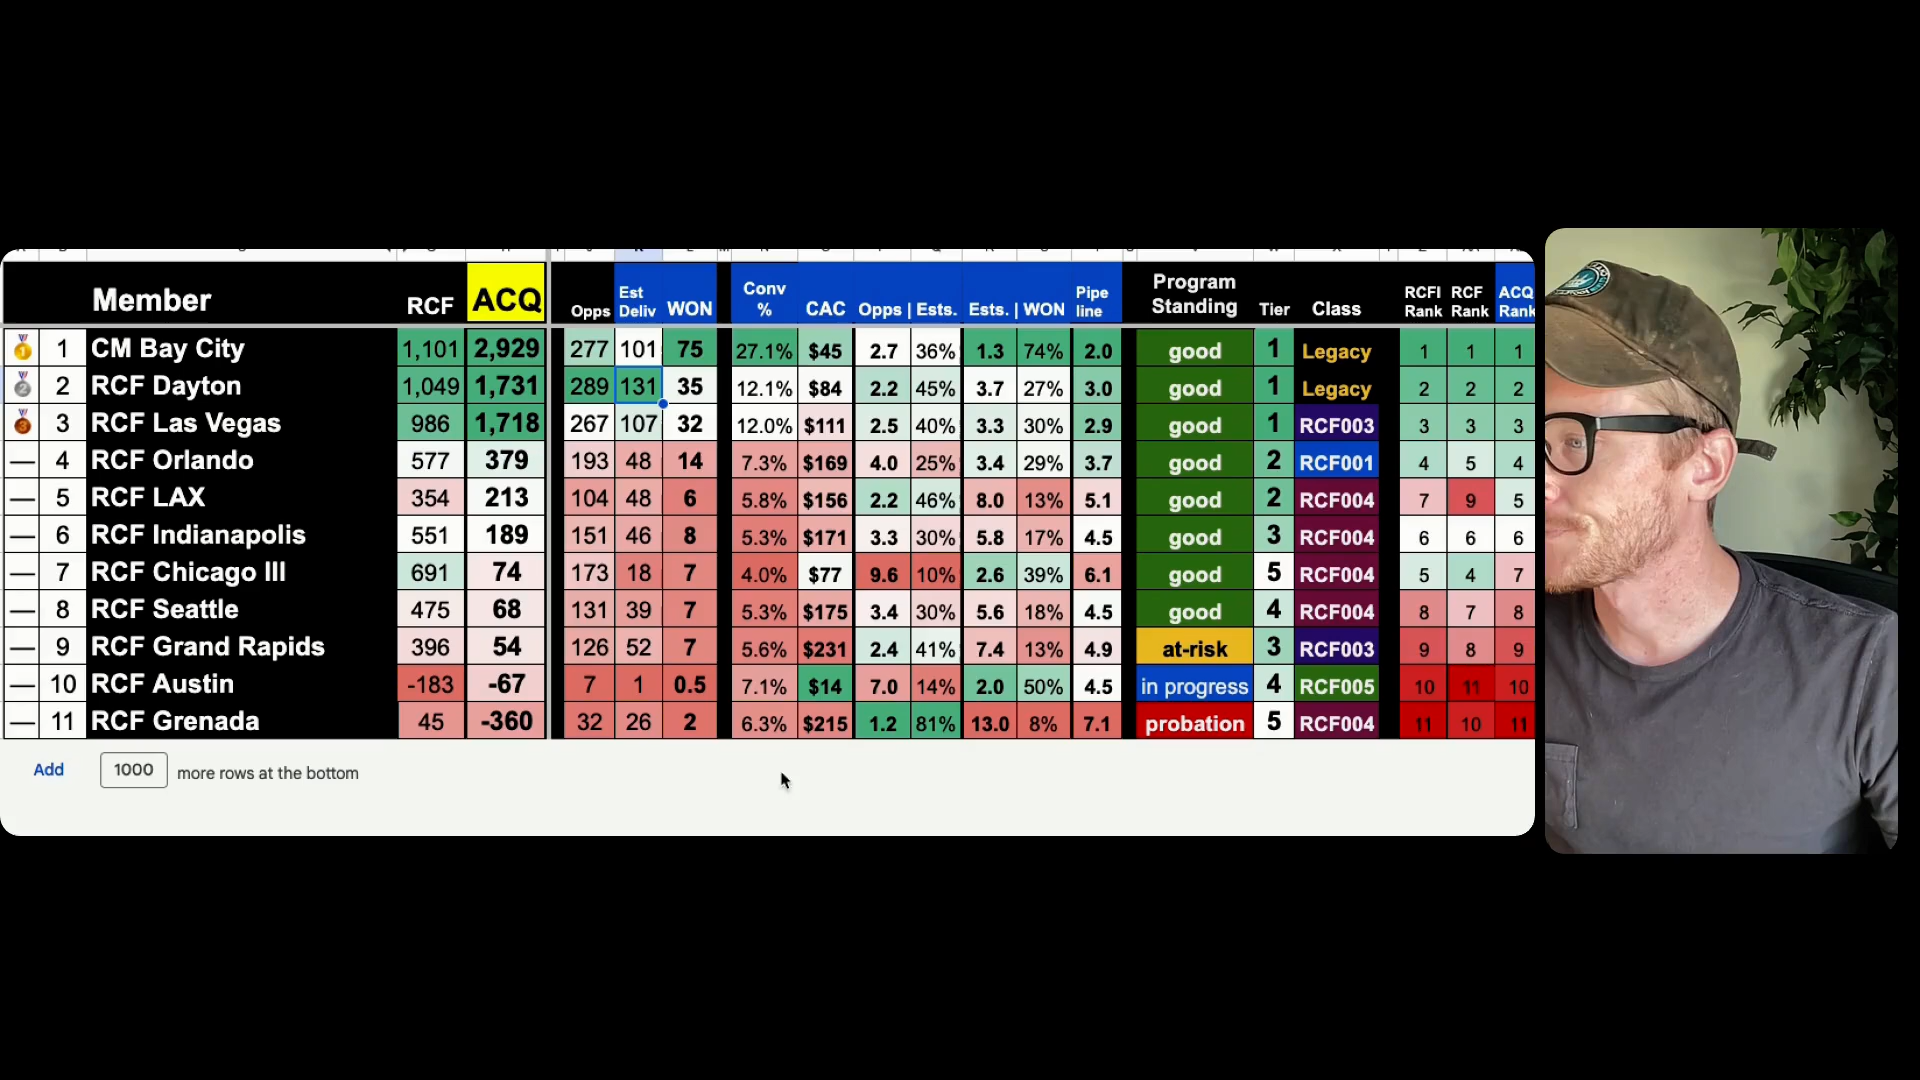 Member RCF ACQ Opps Est Deliv WON Conv % CAC Opps | Ests. Ests. | WON Pipe line Program Standing Tier Class RCFI Rank RCF Rank ACQ Rank
1 CM Bay City 1,101 2,929 277 101 75 27.1% $45 2.7 36% 1.3 74% 2.0 good 1 Legacy 1 1 1
2 RCF Dayton 1,049 1,731 289 131 35 12.1% $84 2.2 45% 3.7 27% 3.0 good 1 Legacy 2 2 2
3 RCF Las Vegas 986 1,718 267 107 32 12.0% $111 2.5 40% 3.3 30% 2.9 good 1 RCF003 3 3 3
— 4 RCF Orlando 577 379 193 48 14 7.3% $169 4.0 25% 3.4 29% 3.7 good 2 RCF001 4 5 4
— 5 RCF LAX 354 213 104 48 6 5.8% $156 2.2 46% 8.0 13% 5.1 good 2 RCF004 7 9 5
— 6 RCF Indianapolis 551 189 151 46 8 5.3% $171 3.3 30% 5.8 17% 4.5 good 3 RCF004 6 6 6
— 7 RCF Chicago III 691 74 173 18 7 4.0% $77 9.6 10% 2.6 39% 6.1 good 5 RCF004 5 4 7
— 8 RCF Seattle 475 68 131 39 7 5.3% $175 3.4 30% 5.6 18% 4.5 good 4 RCF004 8 7 8
— 9 RCF Grand Rapids 396 54 126 52 7 5.6% $231 2.4 41% 7.4 13% 4.9 at-risk 3 RCF003 9 8 9
— 10 RCF Austin -183 -67 7 1 0.5 7.1% $14 7.0 14% 2.0 50% 4.5 in progress 4 RCF005 10 11 10
— 11 RCF Grenada 45 -360 32 26 2 6.3% $215 1.2 81% 13.0 8% 7.1 probation 5 RCF004 11 10 11
Add 1000 more rows at the bottom